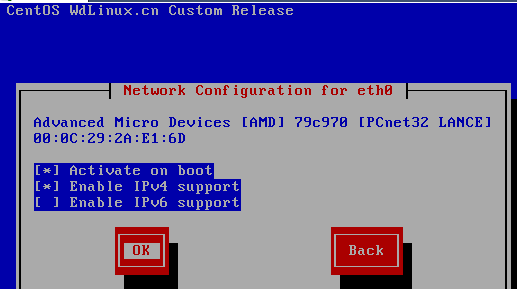 CentOS WdLinux.cn Custom Release
Network Configuration for eth0
Advanced Micro Devices [AMD] 79c970 [PCnet32 LANCE]
00:0C:29:2A:E1:6D
[*] Activate on boot
[*] Enable IPv4 support
[ ] Enable IPv6 support
OK Back